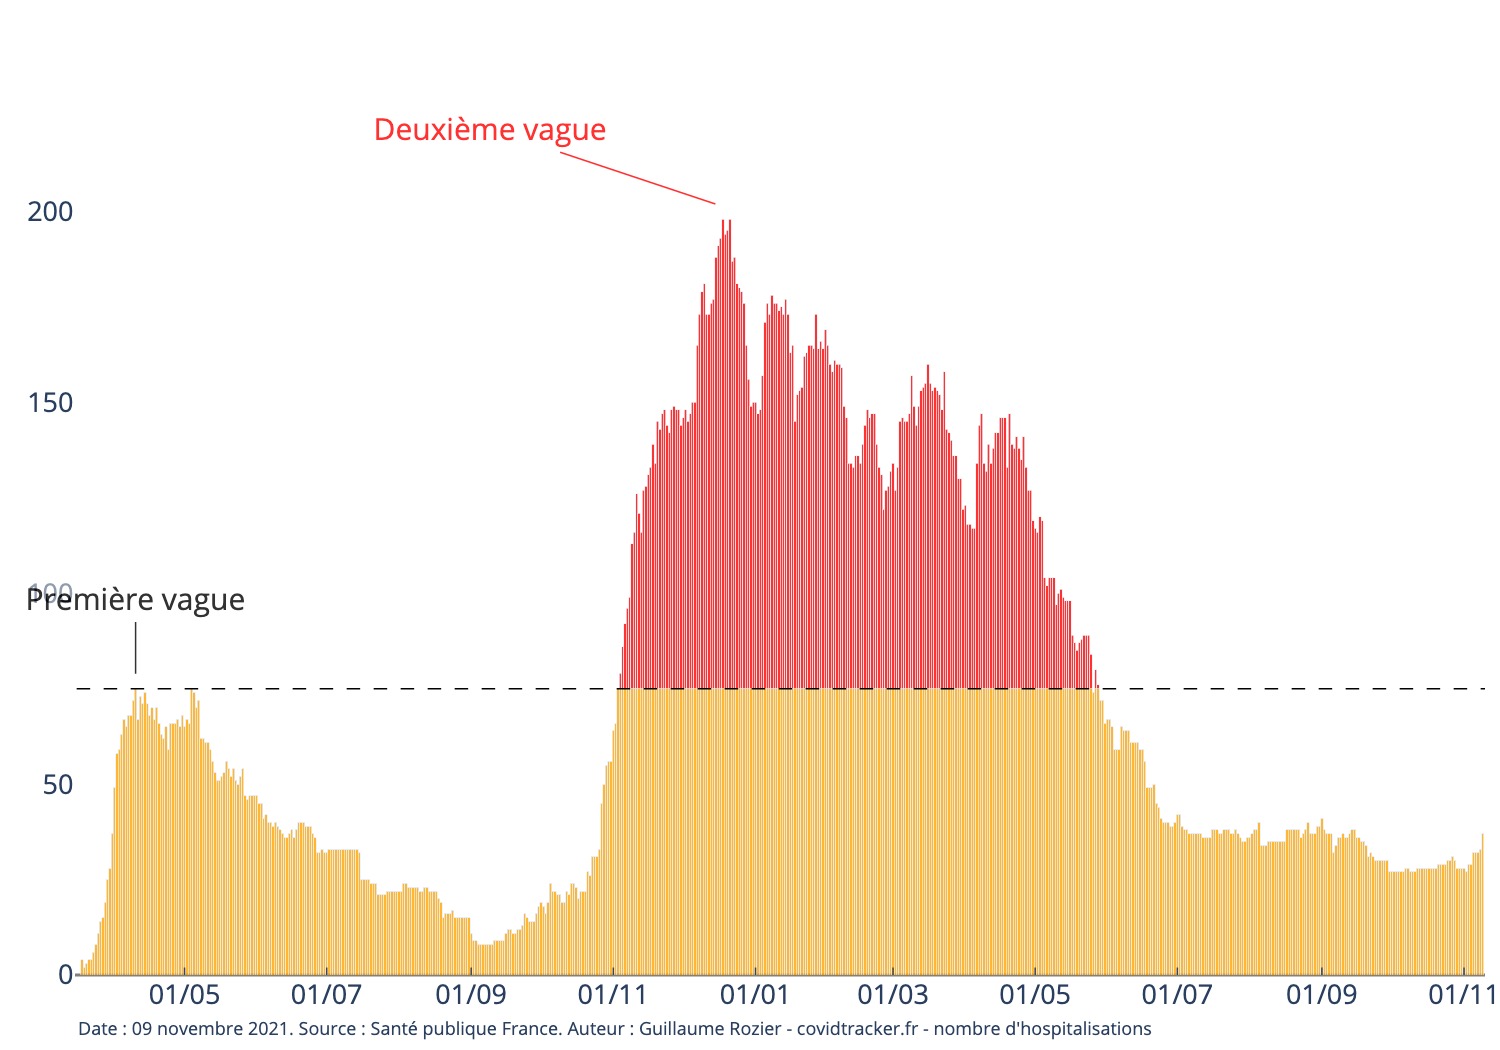 Deuxième vague
200
150
100
Première vague
50
0
01/05 01/07 01/09 01/11 01/01 01/03 01/05 01/07 01/09 01/11
Date : 09 novembre 2021. Source : Santé publique France. Auteur : Guillaume Rozier - covidtracker.fr - nombre d'hospitalisations